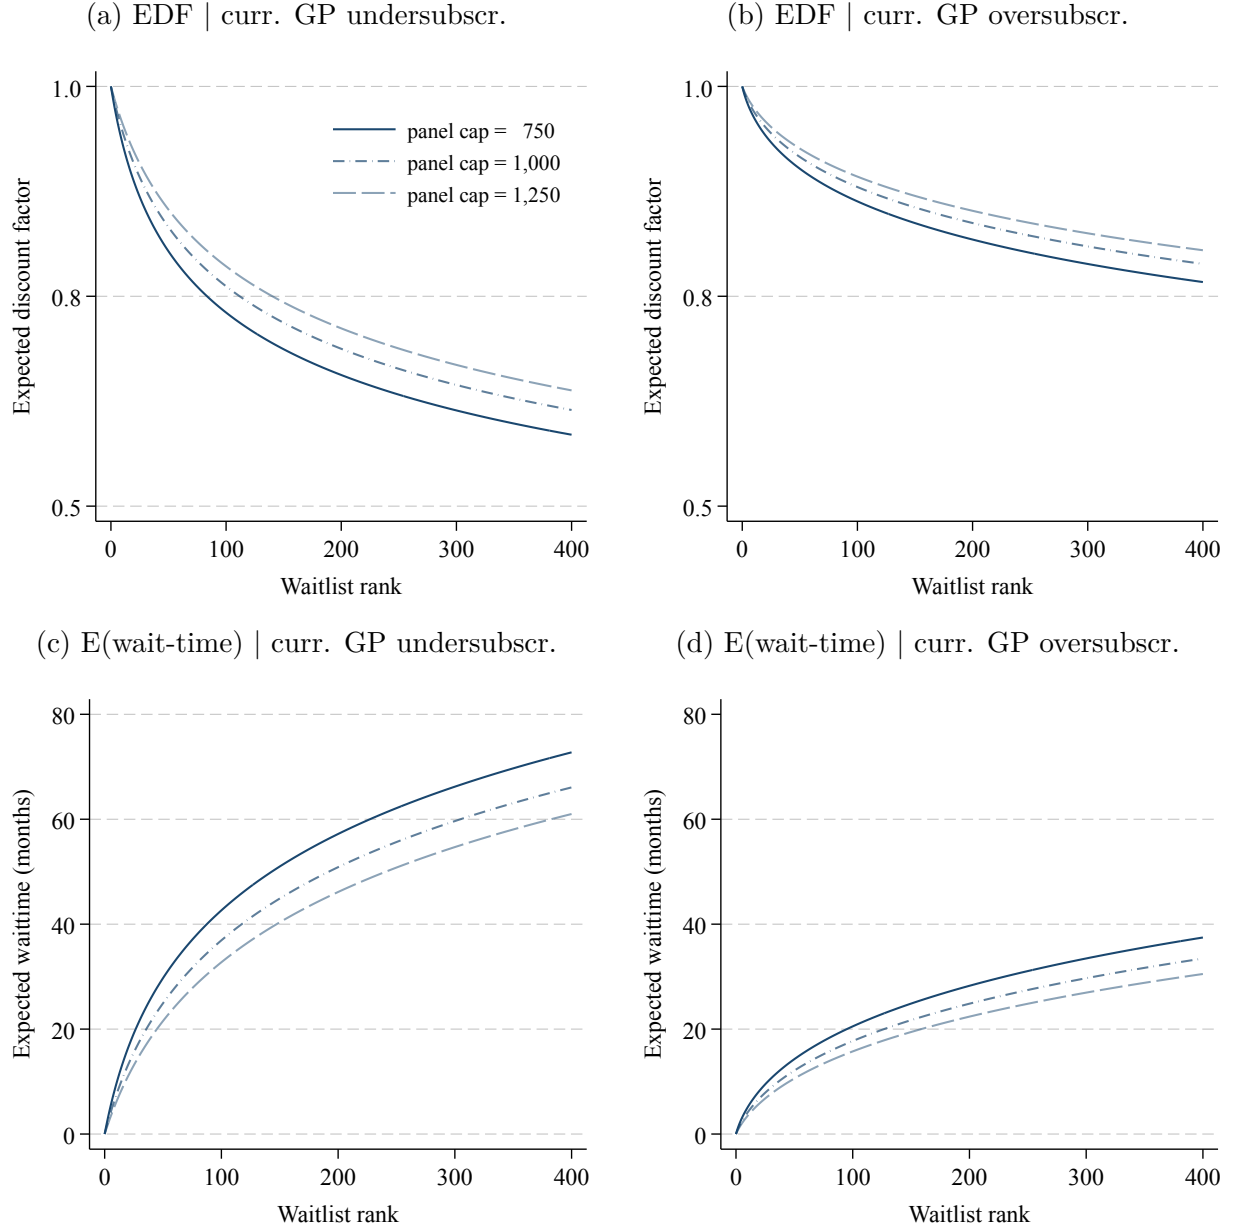 (a) EDF | curr. GP undersubscr.
1.0
0.8
0.5
Expected discount factor
panel cap = 750
panel cap = 1,000
panel cap = 1,250
0 100 200 300 400
Waitlist rank
(b) EDF | curr. GP oversubscr.
1.0
0.8
0.5
Expected discount factor
0 100 200 300 400
Waitlist rank
(c) E(wait-time) | curr. GP undersubscr.
80
60
40
20
0
Expected waittime (months)
0 100 200 300 400
Waitlist rank
(d) E(wait-time) | curr. GP oversubscr.
80
60
40
20
0
Expected waittime (months)
0 100 200 300 400
Waitlist rank